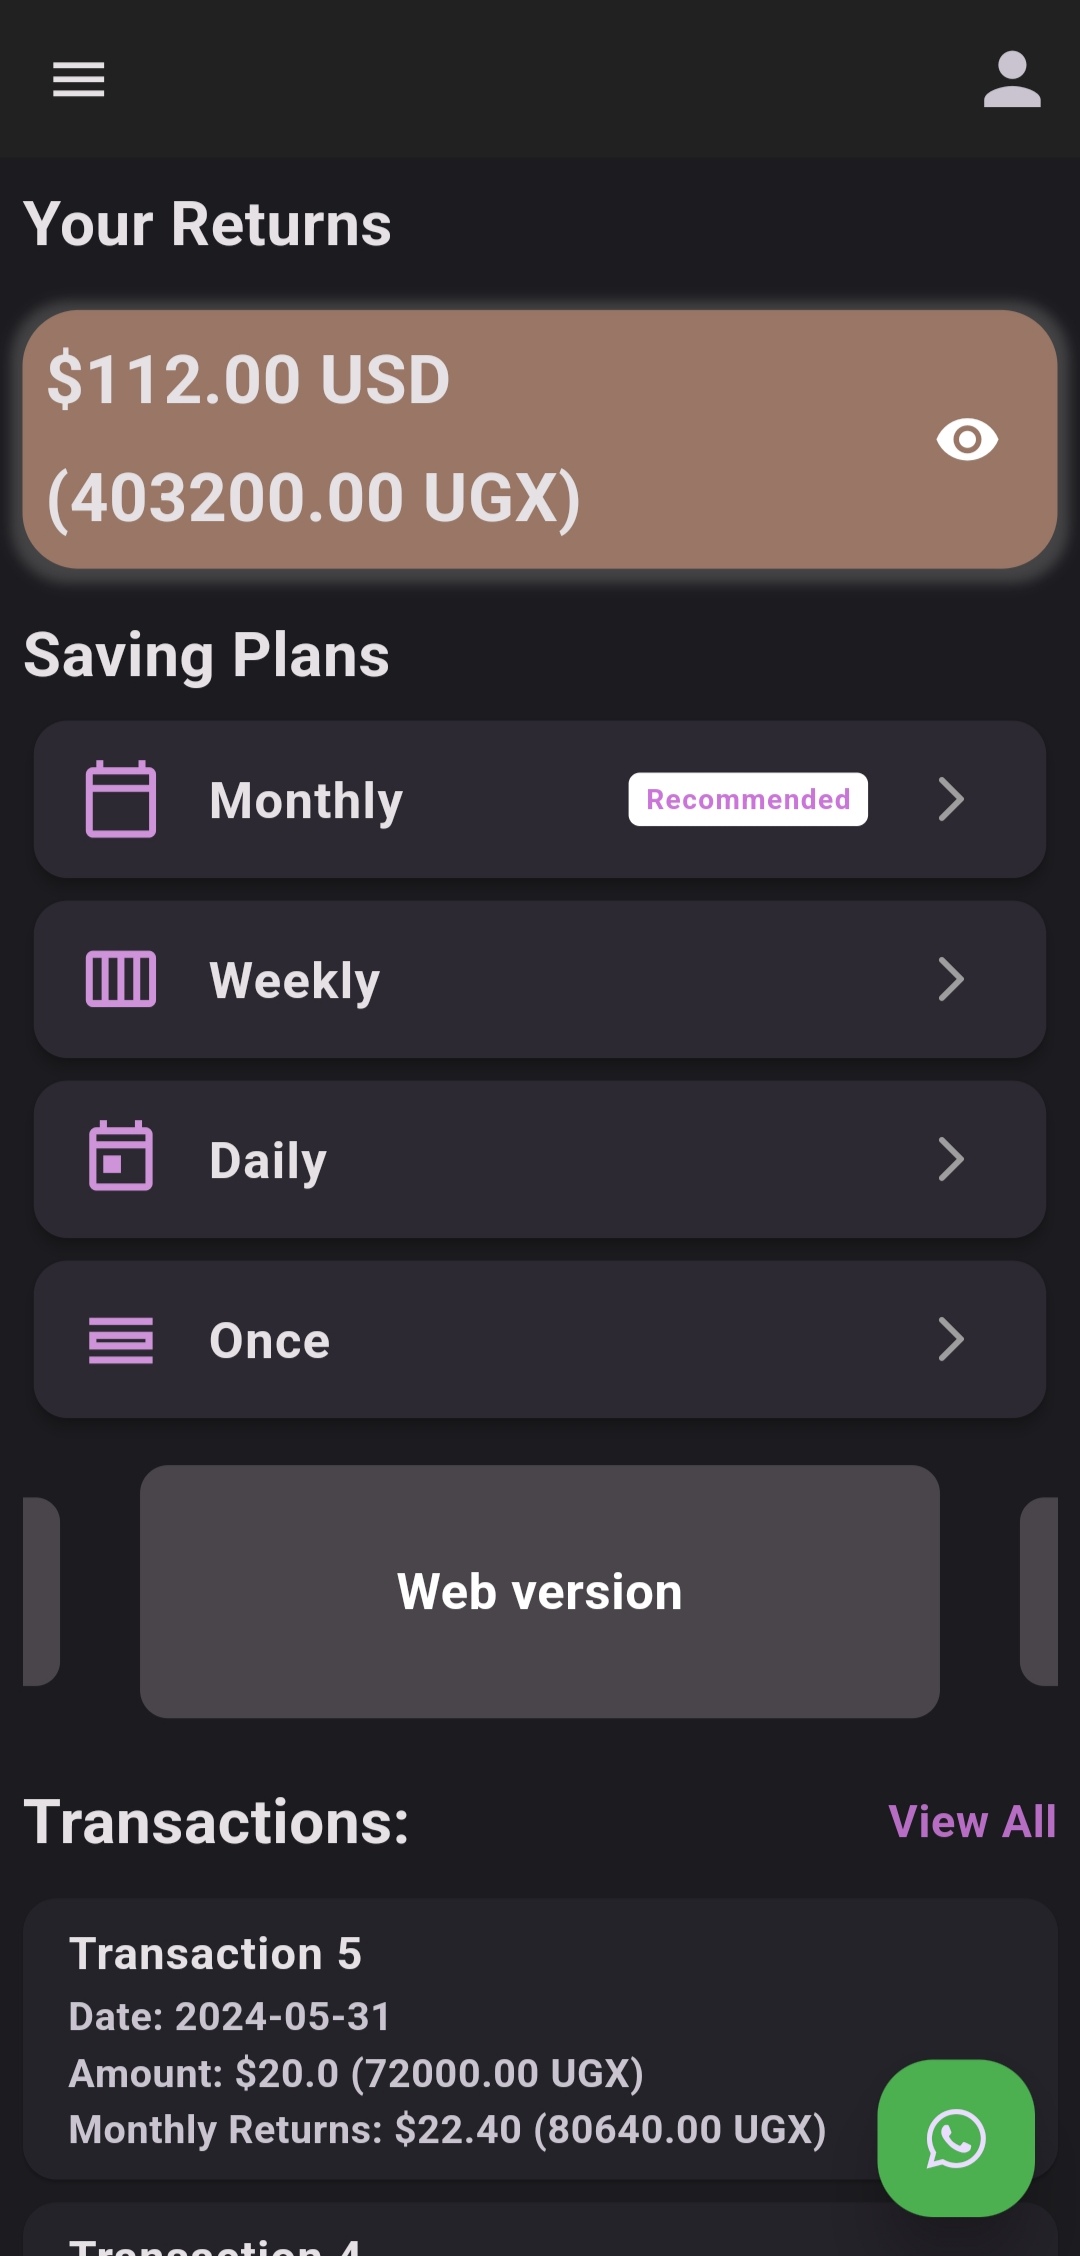 Your Returns
$112.00 USD
(403200.00 UGX)
Saving Plans
Monthly
Recommended
Weekly
Daily
Once
Web version
Transactions:
View All
Transaction 5
Date: 2024-05-31
Amount: $20.0 (72000.00 UGX)
Monthly Returns: $22.40 (80640.00 UGX)
Transaction 4